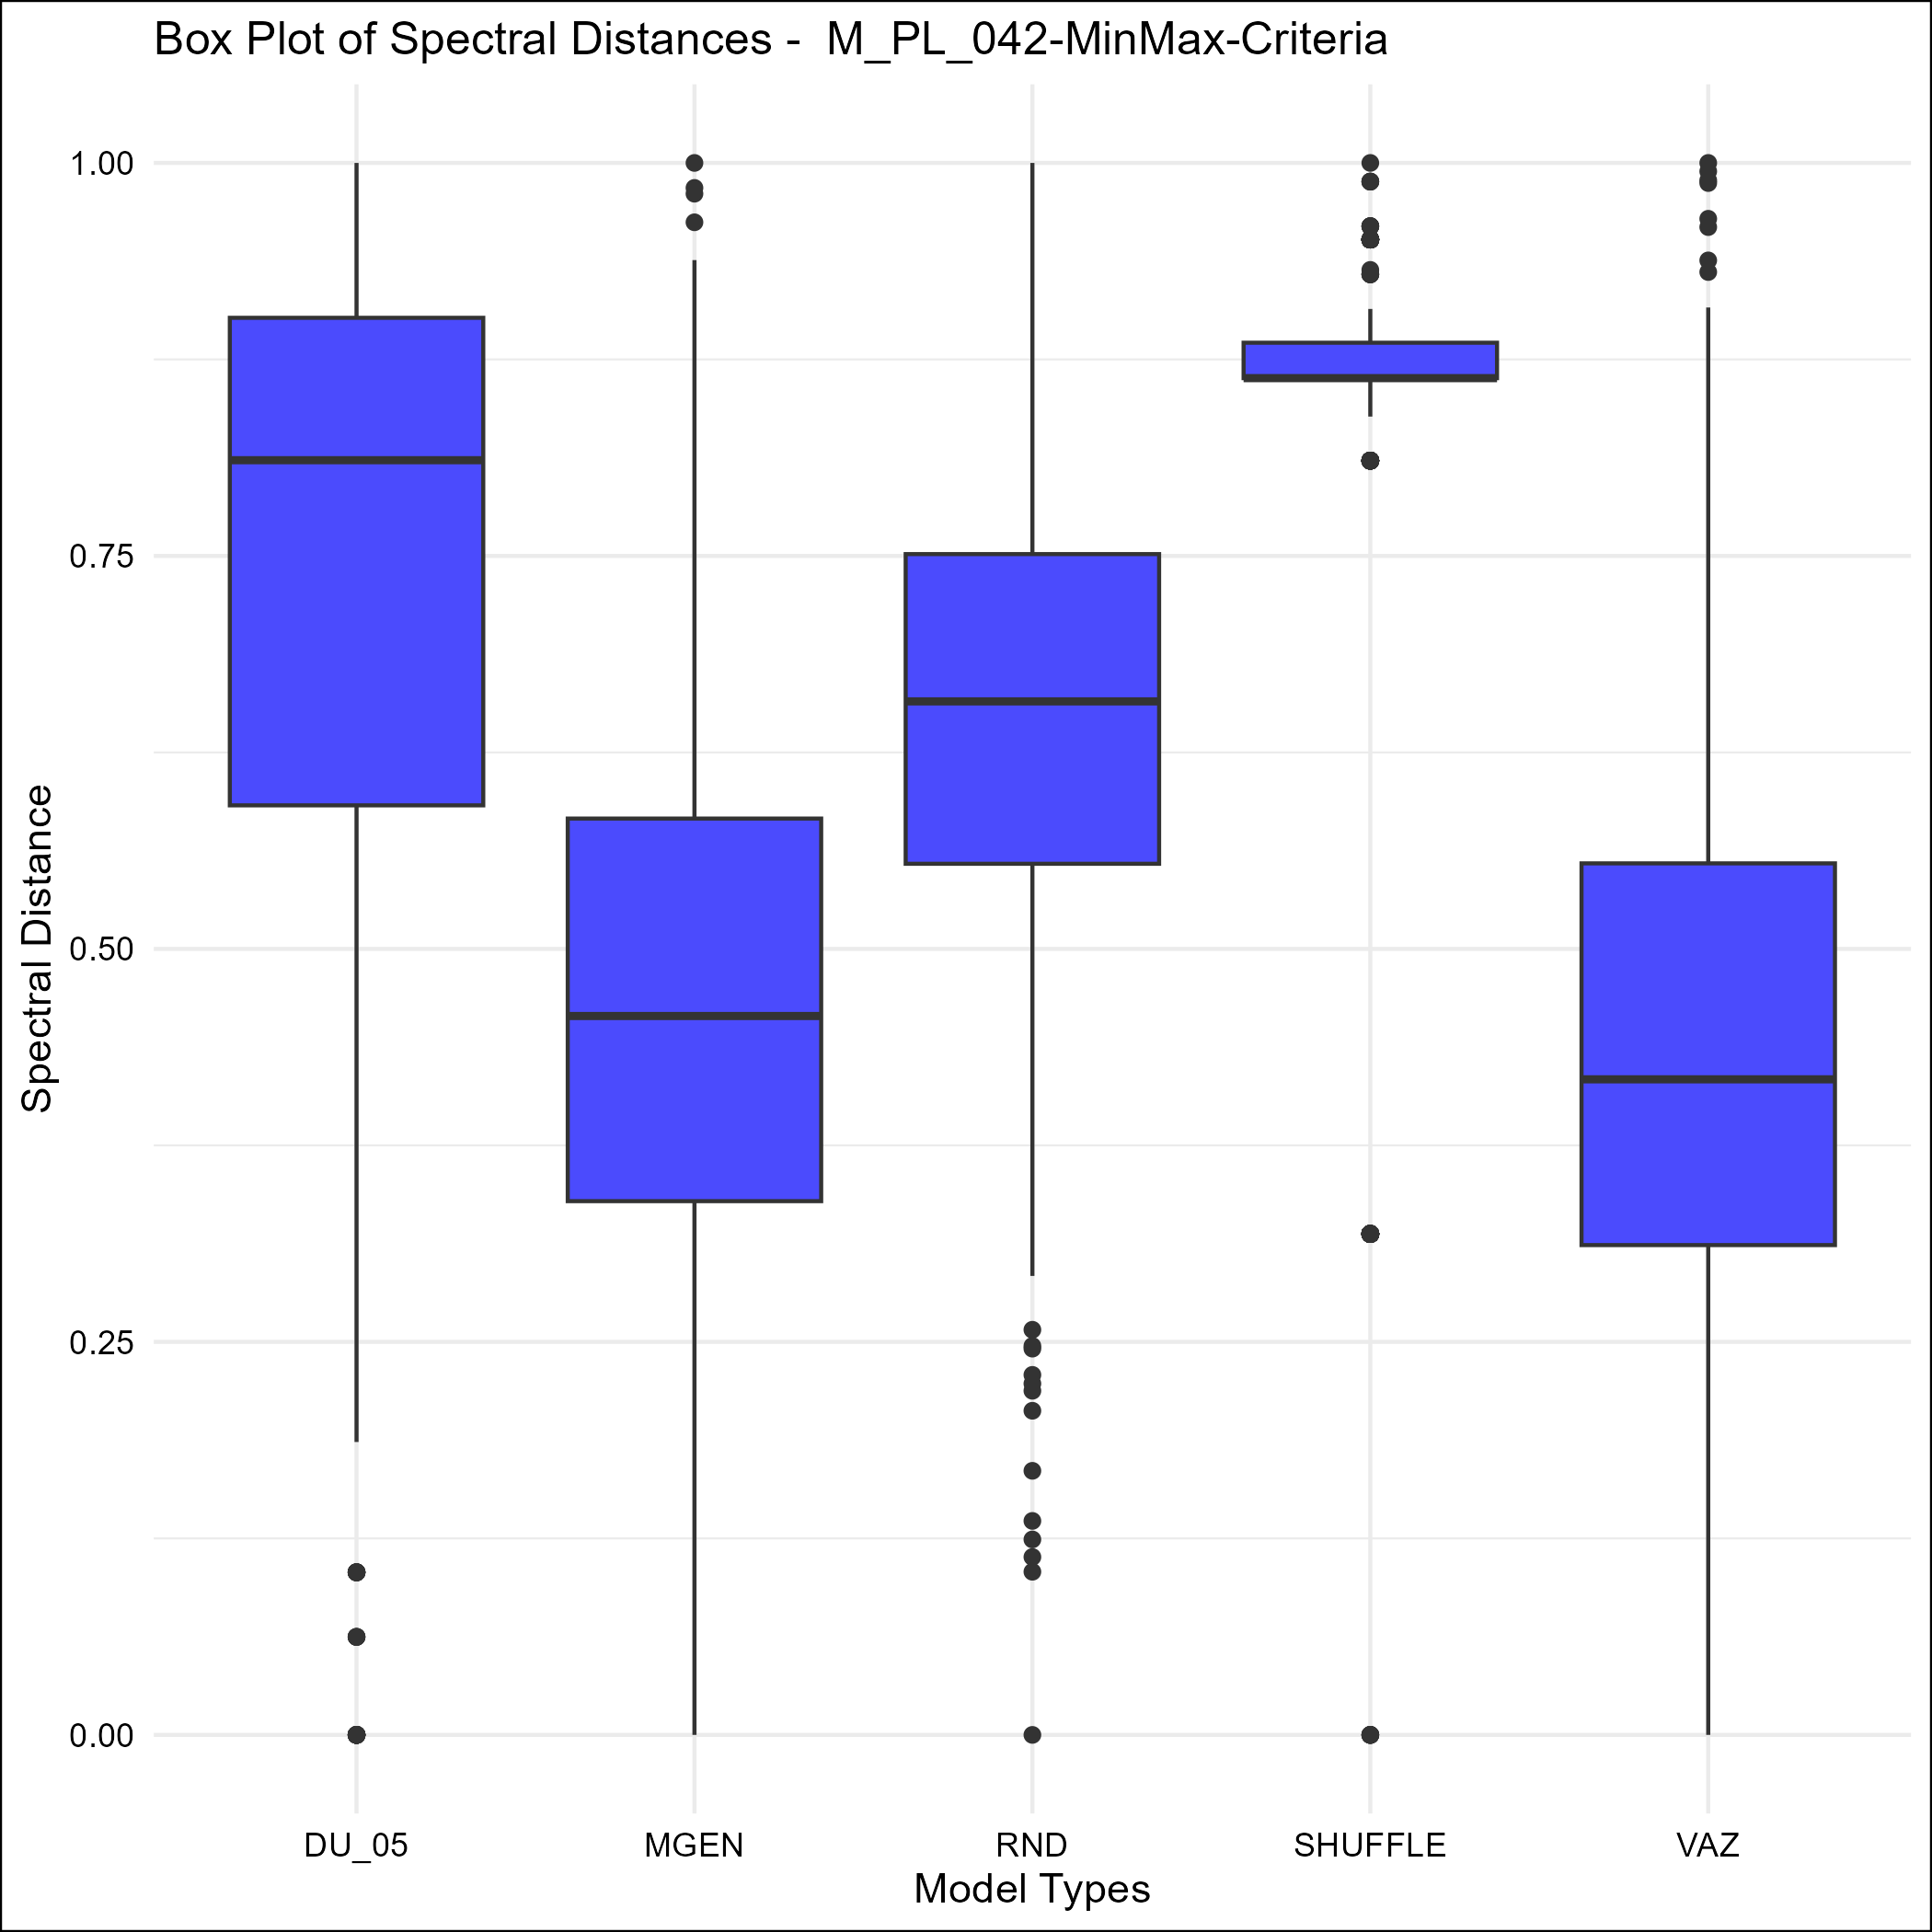 Box Plot of Spectral Distances -  M_PL_042-MinMax-Criteria
Spectral Distance
1.00
0.75
0.50
0.25
0.00
DU_05 MGEN RND SHUFFLE VAZ
Model Types